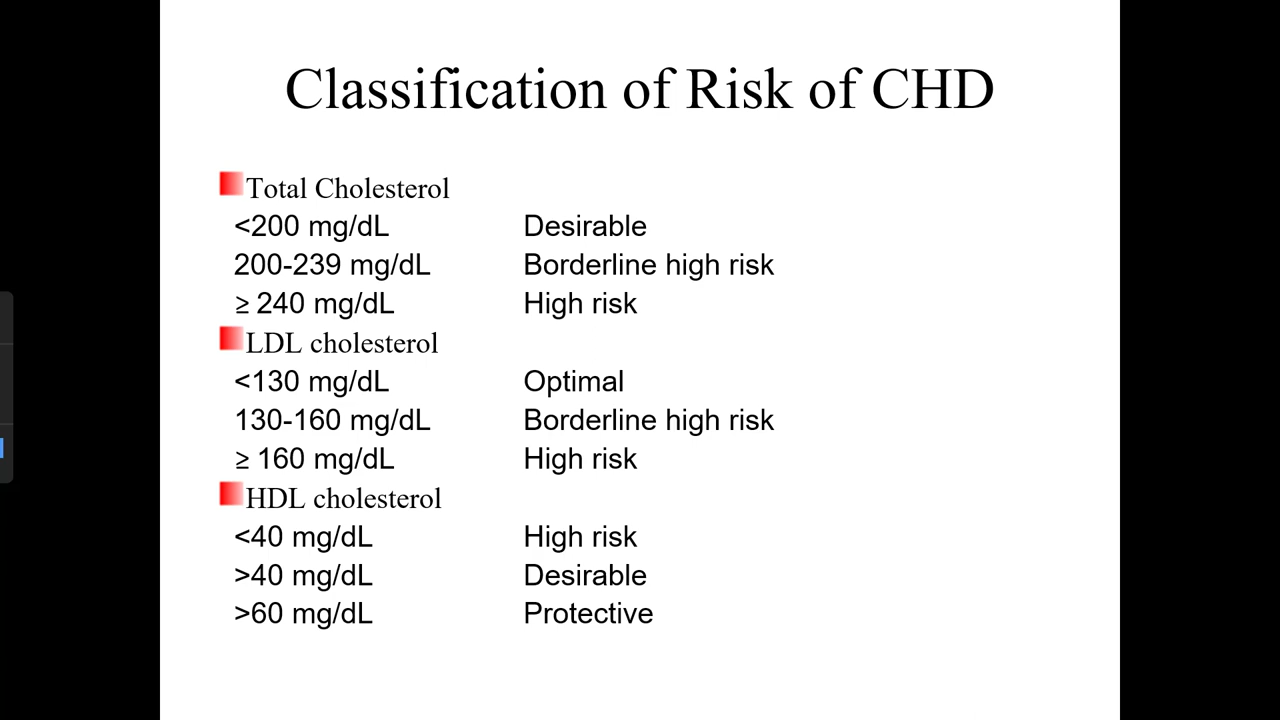 Classification of Risk of CHD
Total Cholesterol
<200 mg/dL Desirable
200-239 mg/dL Borderline high risk
≥ 240 mg/dL High risk
LDL cholesterol
<130 mg/dL Optimal
130-160 mg/dL Borderline high risk
≥ 160 mg/dL High risk
HDL cholesterol
<40 mg/dL High risk
>40 mg/dL Desirable
>60 mg/dL Protective